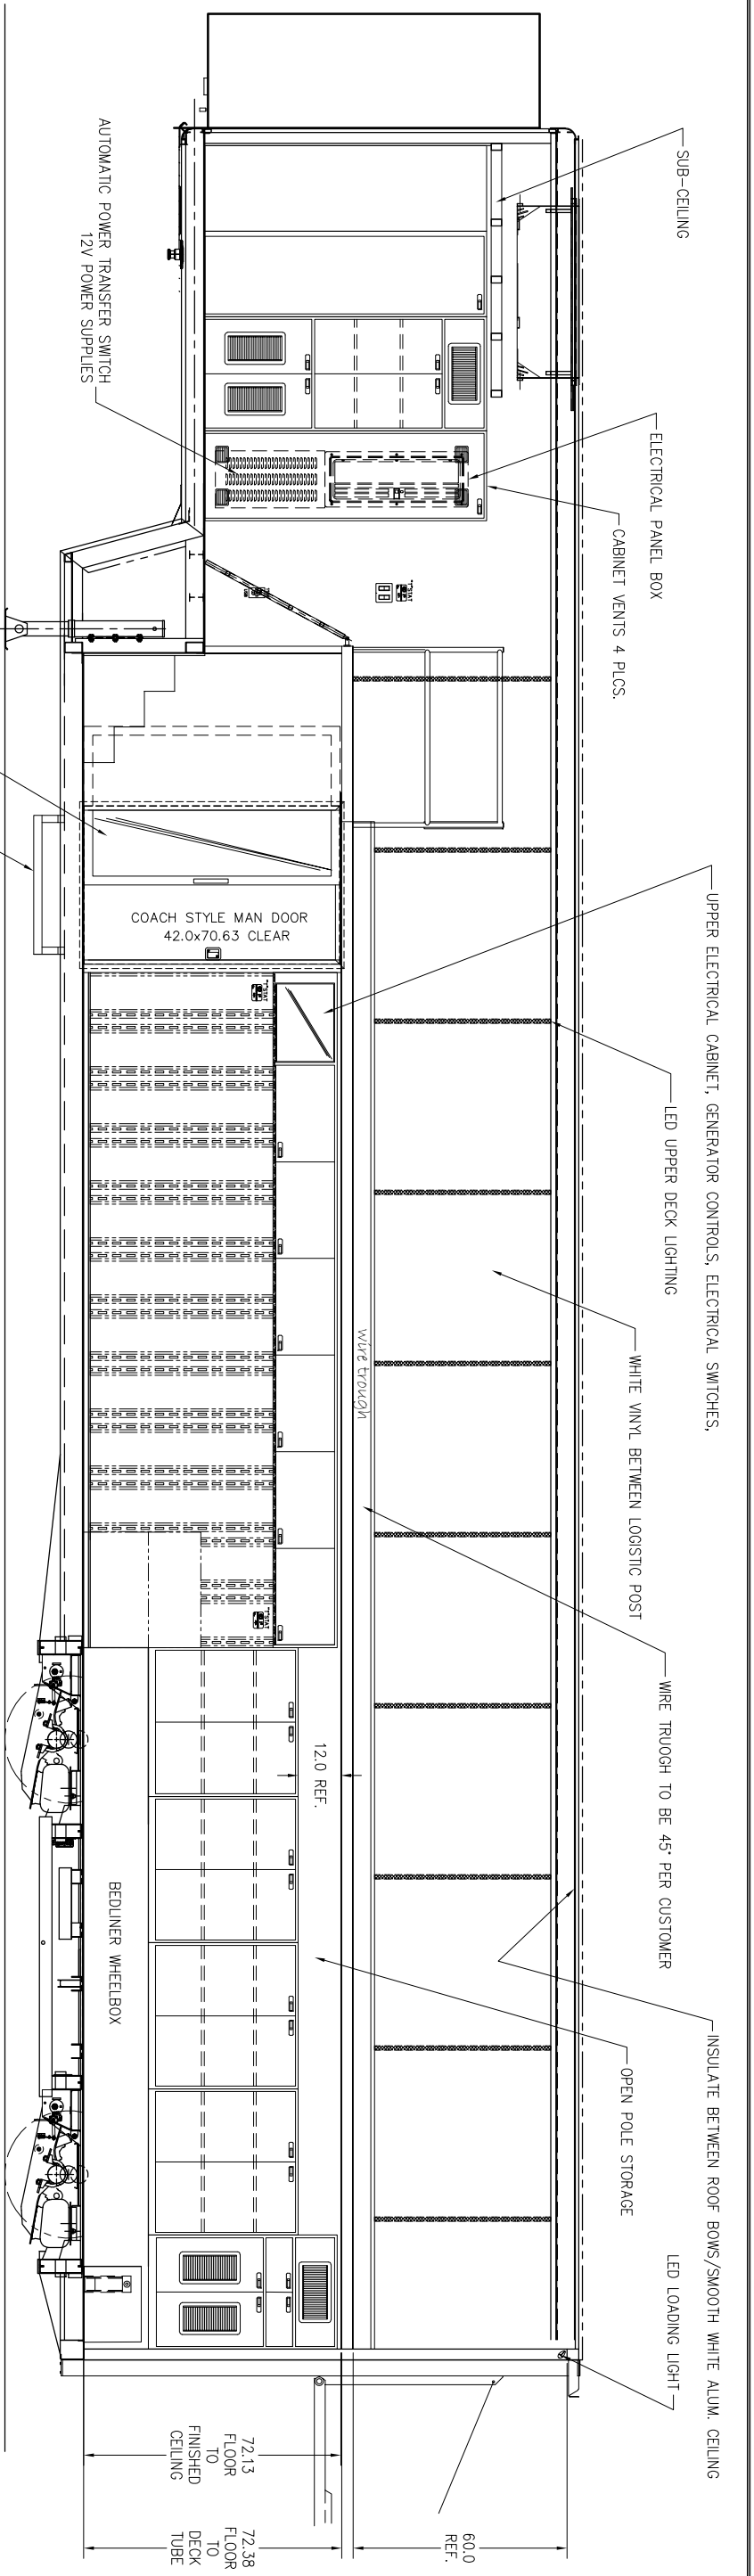 SUB-CEILING
ELECTRICAL PANEL BOX
CABINET VENTS 4 PLCS.
AUTOMATIC POWER TRANSFER SWITCH
12V POWER SUPPLIES
T'STAT
UPPER ELECTRICAL CABINET, GENERATOR CONTROLS, ELECTRICAL SWITCHES,
LED UPPER DECK LIGHTING
WHITE VINYL BETWEEN LOGISTIC POST
WIRE TRUOGH TO BE 45° PER CUSTOMER
INSULATE BETWEEN ROOF BOWS/SMOOTH WHITE ALUM. CEILING
OPEN POLE STORAGE
LED LOADING LIGHT
Wire trough
COACH STYLE MAN DOOR
42.0x70.63 CLEAR
T'STAT
T'STAT
12.0 REF.
BEDLINER WHEELBOX
60.0
REF.
72.13
FLOOR
TO
FINISHED
CEILING
72.38
FLOOR
TO
DECK
TUBE